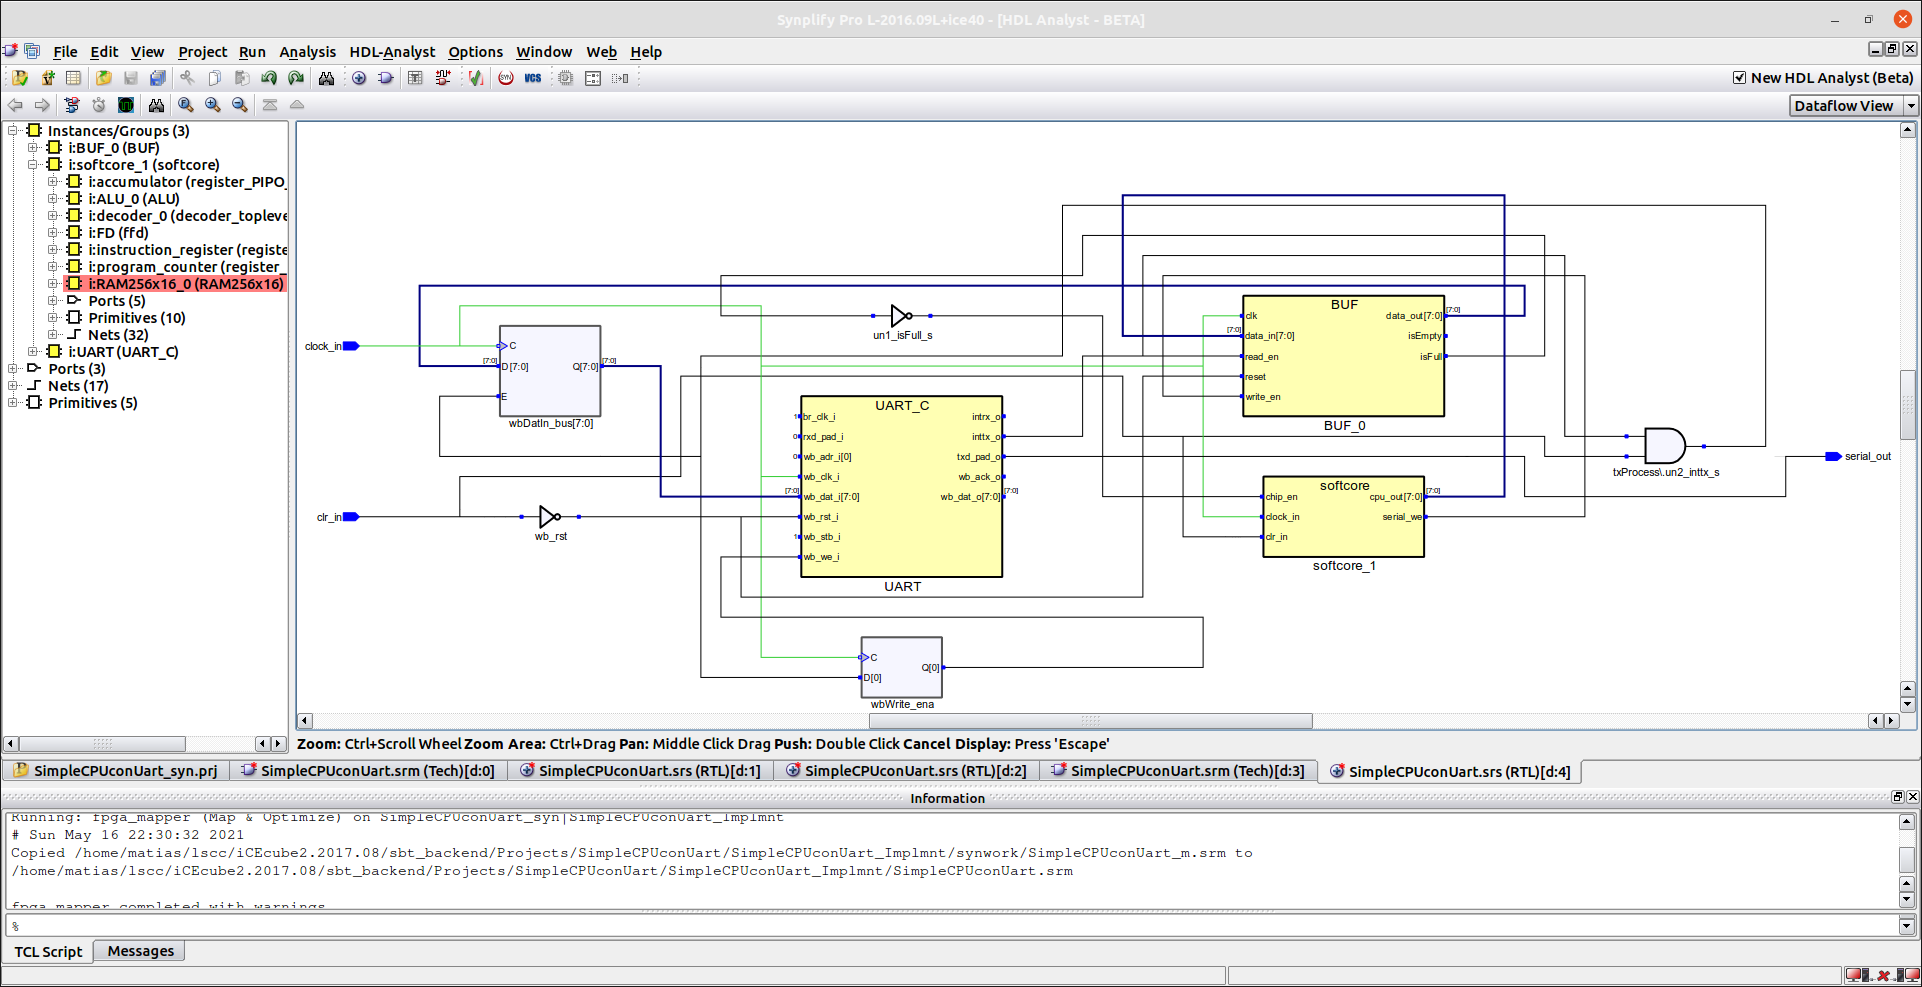 Synplify Pro L-2016.09L+ice40 - [HDL Analyst - BETA]
File Edit View Project Run Analysis HDL-Analyst Options Window Web Help
SYN VCS
New HDL Analyst (Beta)
Dataflow View
Instances/Groups (3)
i:BUF_0 (BUF)
i:softcore_1 (softcore)
i:accumulator (register_PIPO_
i:ALU_0 (ALU)
i:decoder_0 (decoder_topleve
i:FD (ffd)
i:instruction_register (registe
i:program_counter (register_
i:RAM256x16_0 (RAM256x16)
Ports (5)
Primitives (10)
Nets (32)
i:UART (UART_C)
Ports (3)
Nets (17)
Primitives (5)
clock_in
clr_in
C
[7:0] D[7:0] Q[7:0] [7:0]
E
wbDatIn_bus[7:0]
wb_rst
un1_isFull_s
UART_C
1 br_clk_i intrx_o
0 rxd_pad_i inttx_o
0 wb_adr_i[0] txd_pad_o
wb_clk_i wb_ack_o
[7:0] wb_dat_i[7:0] wb_dat_o[7:0] [7:0]
wb_rst_i
1 wb_stb_i
wb_we_i
UART
C
D[0] Q[0]
wbWrite_ena
BUF
clk data_out[7:0] [7:0]
[7:0] data_in[7:0] isEmpty
read_en isFull
reset
write_en
BUF_0
softcore
chip_en cpu_out[7:0] [7:0]
clock_in serial_we
clr_in
softcore_1
txProcess\.un2_inttx_s
serial_out
Zoom: Ctrl+Scroll Wheel Zoom Area: Ctrl+Drag Pan: Middle Click Drag Push: Double Click Cancel Display: Press 'Escape'
SimpleCPUconUart_syn.prj SimpleCPUconUart.srm (Tech)[d:0] SimpleCPUconUart.srs (RTL)[d:1] SimpleCPUconUart.srs (RTL)[d:2] SimpleCPUconUart.srm (Tech)[d:3] SimpleCPUconUart.srs (RTL)[d:4]
Information
Running: fpga_mapper (Map & Optimize) on SimpleCPUconUart_syn|SimpleCPUconUart_Implmnt
# Sun May 16 22:30:32 2021
Copied /home/matias/lscc/iCEcube2.2017.08/sbt_backend/Projects/SimpleCPUconUart/SimpleCPUconUart_Implmnt/synwork/SimpleCPUconUart_m.srm to
/home/matias/lscc/iCEcube2.2017.08/sbt_backend/Projects/SimpleCPUconUart/SimpleCPUconUart_Implmnt/SimpleCPUconUart.srm
fpga_mapper completed with warnings
%
TCL Script Messages